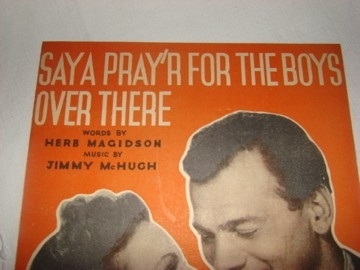 SAY A PRAY'R FOR THE BOYS
OVER THERE
WORDS BY
HERB MAGIDSON
MUSIC BY
JIMMY McHUGH